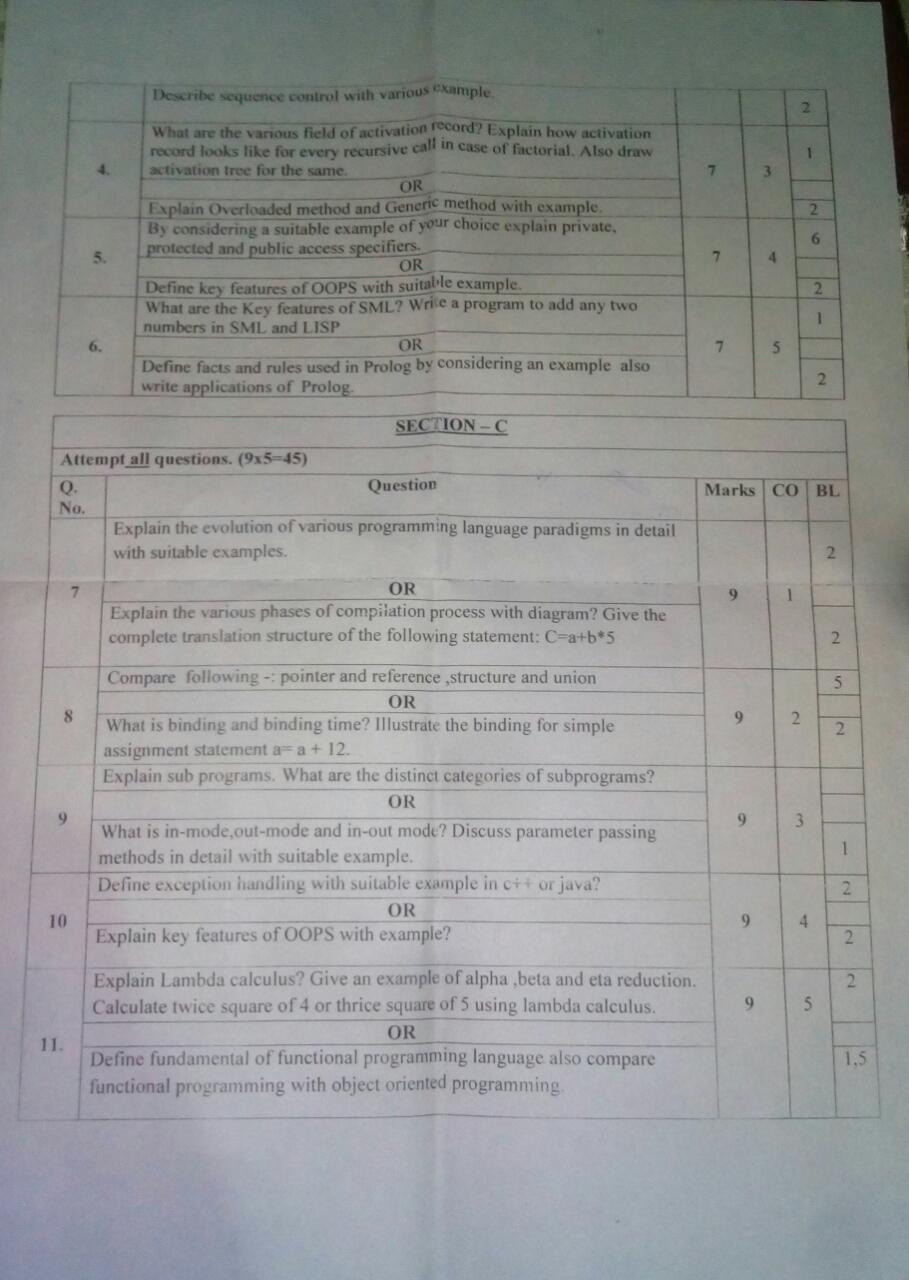 Describe sequence control with various example.
2
What are the various field of activation record? Explain how activation
record looks like for every recursive call in case of factorial. Also draw
activation tree for the same.
4.
7
3
1
OR
Explain Overloaded method and Generic method with example.
2
By considering a suitable example of your choice explain private,
protected and public access specifiers.
5.
7
4
6
OR
Define key features of OOPS with suitable example.
2
What are the Key features of SML? Write a program to add any two
numbers in SML and LISP
6.
7
5
1
OR
Define facts and rules used in Prolog by considering an example also
write applications of Prolog.
2
SECTION – C
Attempt all questions. (9x5=45)
Q.
No.
Question
Marks
CO
BL
Explain the evolution of various programming language paradigms in detail
with suitable examples.
2
7
OR
9
1
Explain the various phases of compilation process with diagram? Give the
complete translation structure of the following statement: C=a+b*5
2
Compare following -: pointer and reference ,structure and union
5
8
OR
9
2
What is binding and binding time? Illustrate the binding for simple
assignment statement a= a + 12.
2
Explain sub programs. What are the distinct categories of subprograms?
9
OR
9
3
What is in-mode,out-mode and in-out mode? Discuss parameter passing
methods in detail with suitable example.
1
Define exception handling with suitable example in c++ or java?
2
10
OR
9
4
Explain key features of OOPS with example?
2
Explain Lambda calculus? Give an example of alpha ,beta and eta reduction.
Calculate twice square of 4 or thrice square of 5 using lambda calculus.
2
11.
OR
9
5
Define fundamental of functional programming language also compare
functional programming with object oriented programming.
1,5